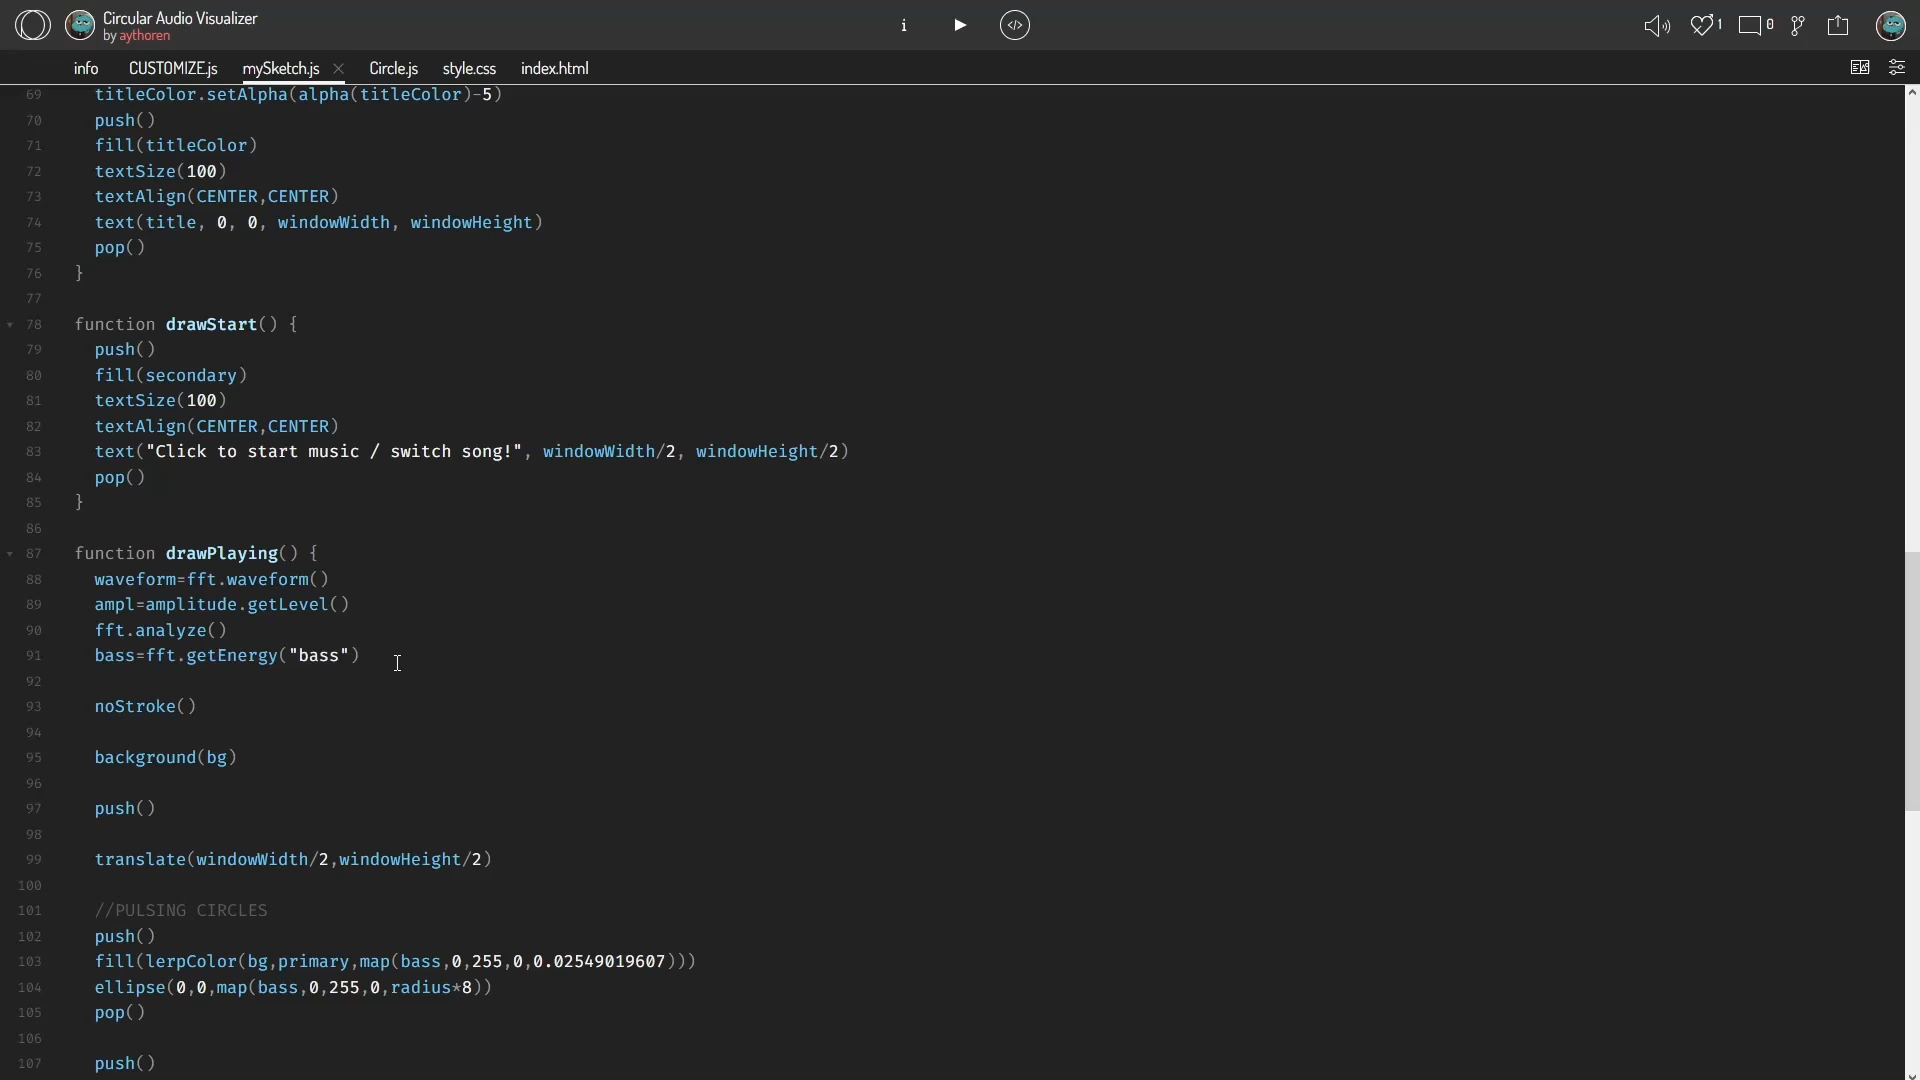 Circular Audio Visualizer
by aythoren
i
</>
1
0
info CUSTOMIZE.js mySketch.js Circle.js style.css index.html
69 titleColor.setAlpha(alpha(titleColor)-5)
70 push()
71 fill(titleColor)
72 textSize(100)
73 textAlign(CENTER,CENTER)
74 text(title, 0, 0, windowWidth, windowHeight)
75 pop()
76 }
77
78 function drawStart() {
79 push()
80 fill(secondary)
81 textSize(100)
82 textAlign(CENTER,CENTER)
83 text("Click to start music / switch song!", windowWidth/2, windowHeight/2)
84 pop()
85 }
86
87 function drawPlaying() {
88 waveform=fft.waveform()
89 ampl=amplitude.getLevel()
90 fft.analyze()
91 bass=fft.getEnergy("bass")
92
93 noStroke()
94
95 background(bg)
96
97 push()
98
99 translate(windowWidth/2,windowHeight/2)
100
101 //PULSING CIRCLES
102 push()
103 fill(lerpColor(bg,primary,map(bass,0,255,0,0.02549019607)))
104 ellipse(0,0,map(bass,0,255,0,radius*8))
105 pop()
106
107 push()